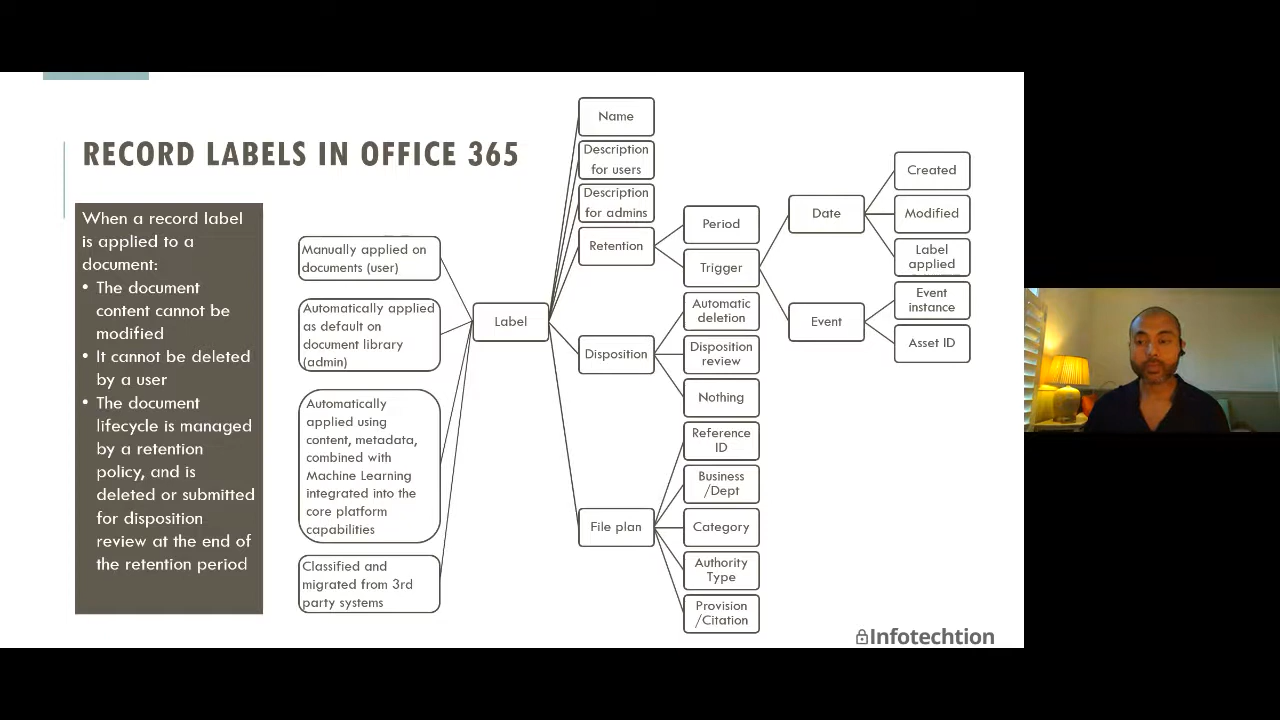 RECORD LABELS IN OFFICE 365
When a record label
is applied to a
document:
• The document
content cannot be
modified
• It cannot be deleted
by a user
• The document
lifecycle is managed
by a retention
policy, and is
deleted or submitted
for disposition
review at the end of
the retention period
Manually applied on
documents (user)
Automatically applied
as default on
document library
(admin)
Automatically
applied using
content, metadata,
combined with
Machine Learning
integrated into the
core platform
capabilities
Classified and
migrated from 3rd
party systems
Label
Name
Description
for users
Description
for admins
Retention
Period
Trigger
Date
Created
Modified
Label
applied
Event
Event
instance
Asset ID
Disposition
Automatic
deletion
Disposition
review
Nothing
File plan
Reference
ID
Business
/Dept
Category
Authority
Type
Provision
/Citation
Infotechtion